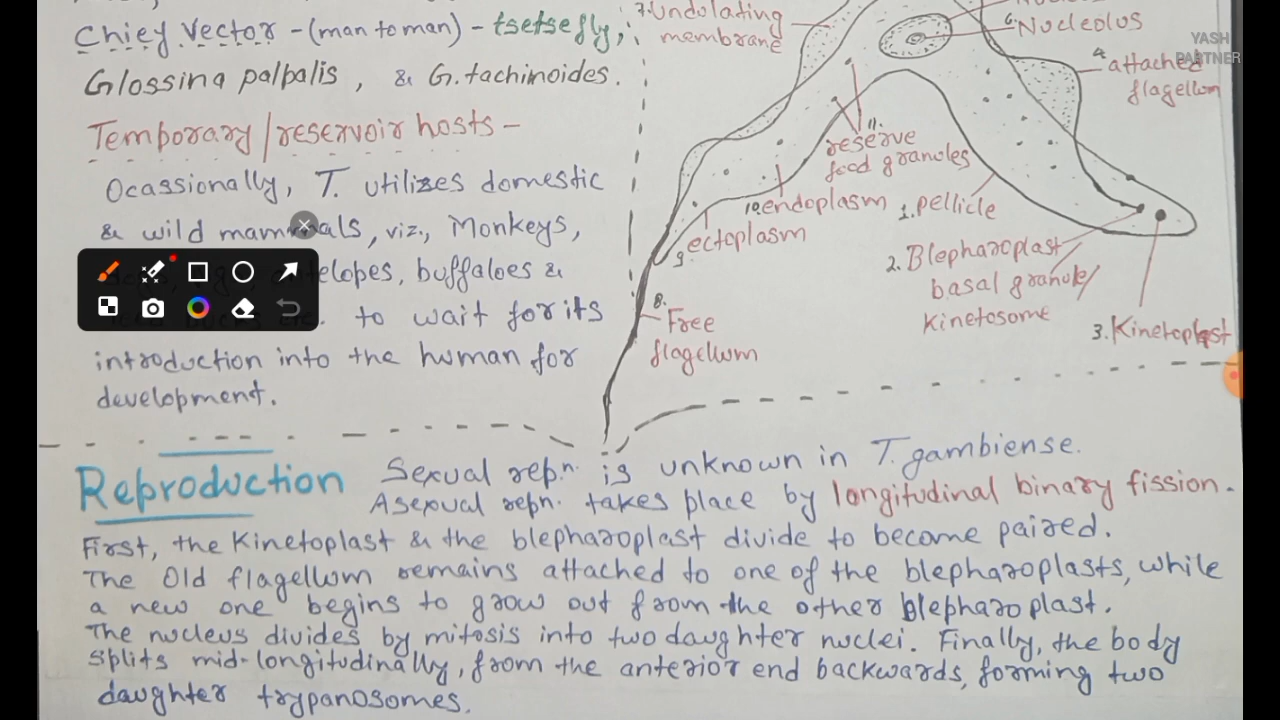 Chief Vector - (man to man) - tsetsefly,
Glossina palpalis, & G. tachinoides.
Temporary/reservoir hosts -
Ocassionally, T. utilizes domestic
& wild mammals, viz., Monkeys,
antelopes, buffaloes &
to wait for its
introduction into the human for
development.
7. Undulating
membrane
6. Nucleolus
YASH
PARTNER
4. attached
flagellum
11.
reserve
food granules
10. endoplasm
1. pellicle
9. ectoplasm
2. Blepharoplast
basal granule/
Kinetosome
8. Free
flagellum
3. Kinetoplast
Reproduction
Sexual repn. is unknown in T. gambiense.
Asexual repn. takes place by longitudinal binary fission.
First, the Kinetoplast & the blepharoplast divide to become paired.
The Old flagellum remains attached to one of the blepharoplasts, while
a new one begins to grow out from the other blepharoplast.
The nucleus divides by mitosis into two daughter nuclei. Finally, the body
splits mid-longitudinally, from the anterior end backwards, forming two
daughter trypanosomes.